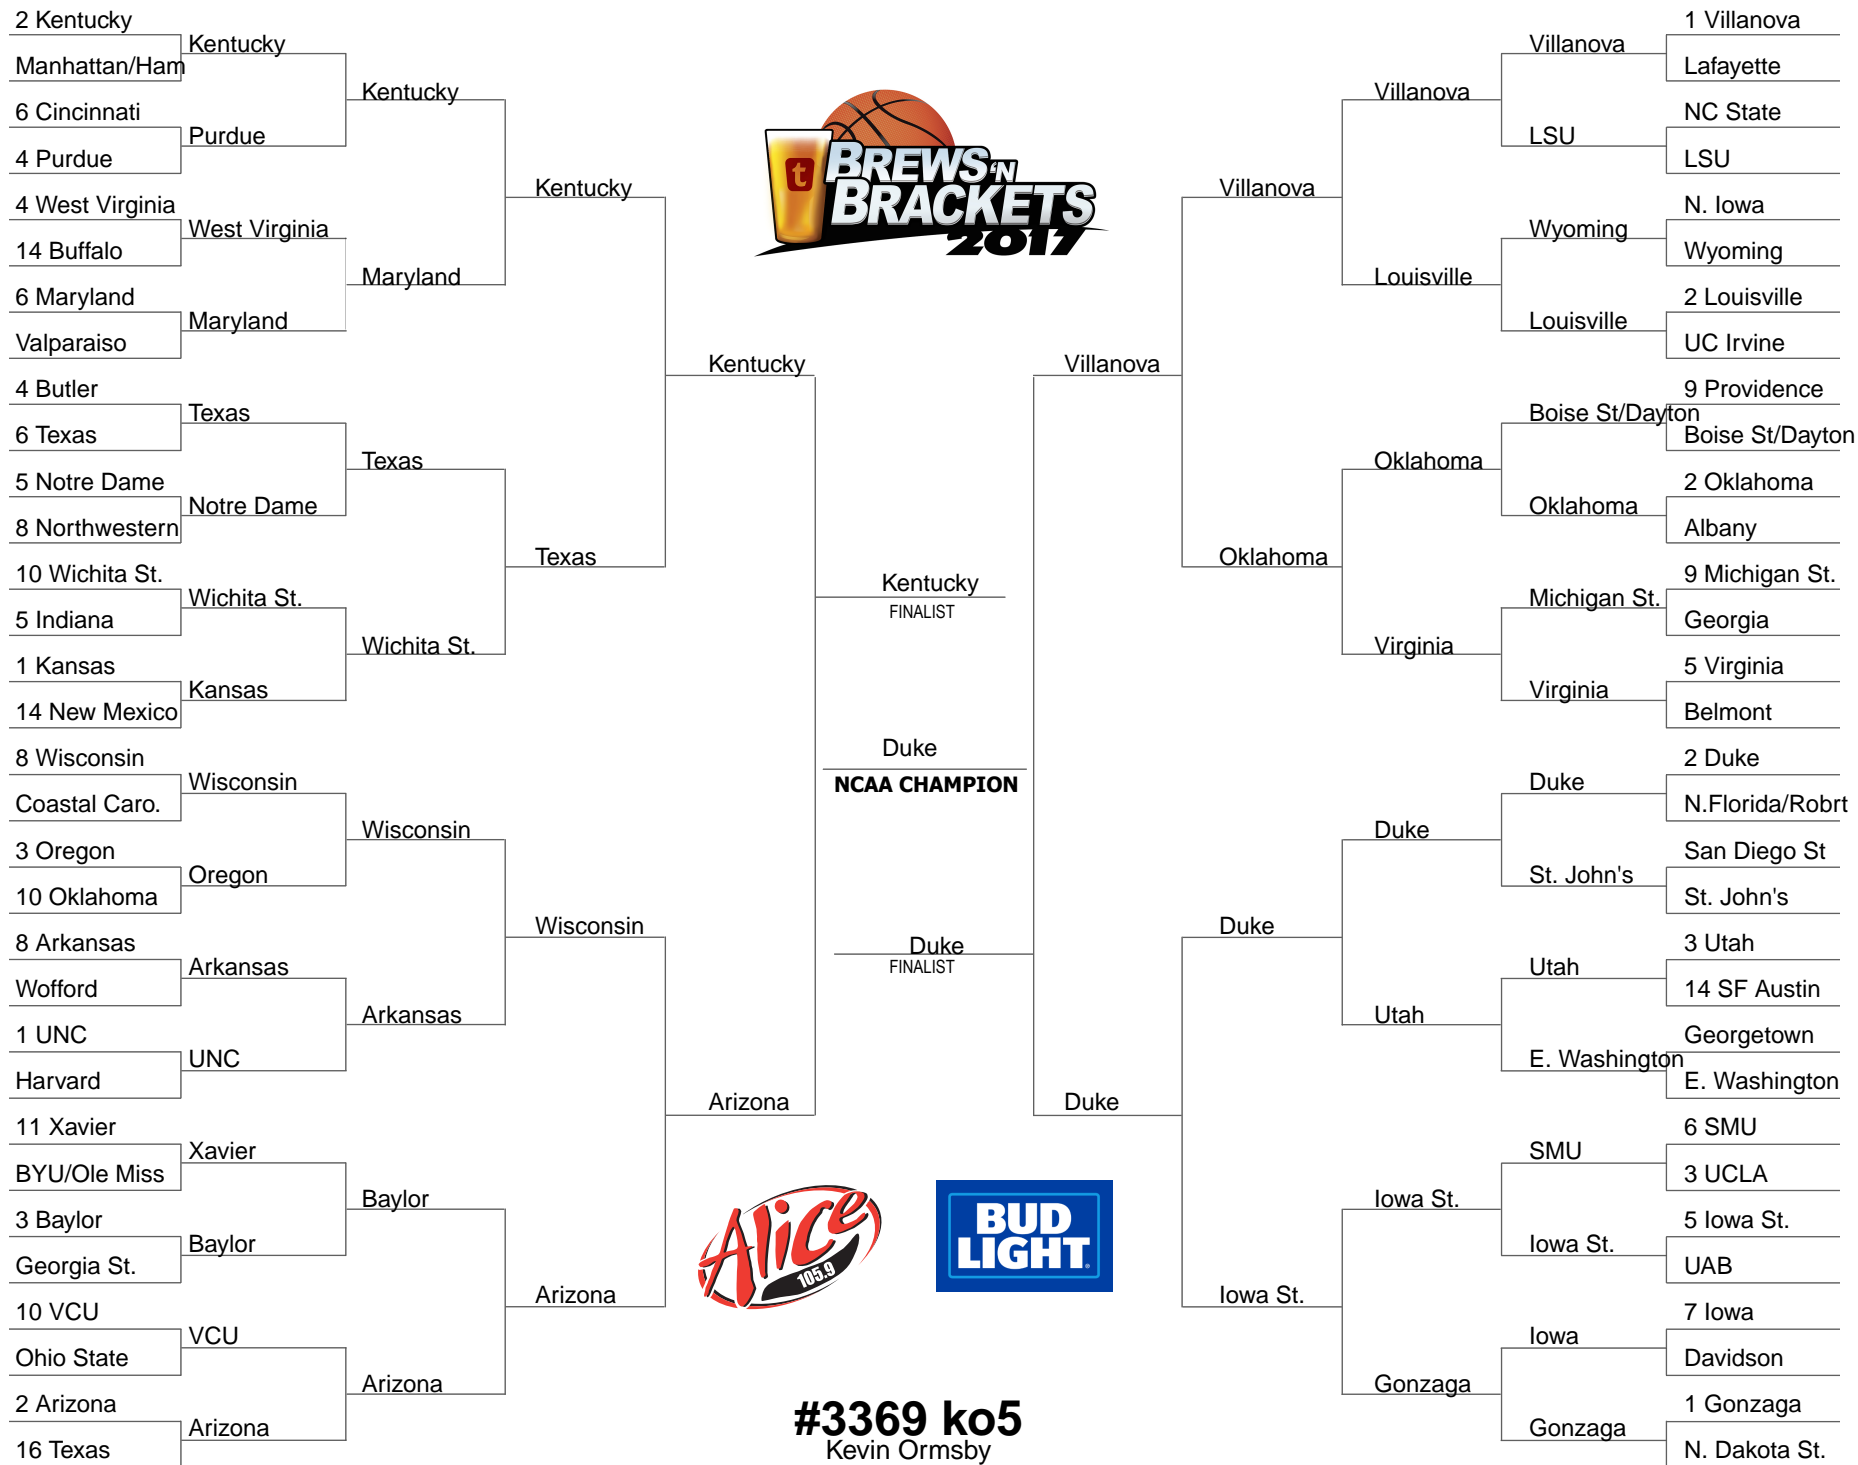 2 Kentucky
Manhattan/Ham
6 Cincinnati
4 Purdue
4 West Virginia
14 Buffalo
6 Maryland
Valparaiso
4 Butler
6 Texas
5 Notre Dame
8 Northwestern
10 Wichita St.
5 Indiana
1 Kansas
14 New Mexico
8 Wisconsin
Coastal Caro.
3 Oregon
10 Oklahoma
8 Arkansas
Wofford
1 UNC
Harvard
11 Xavier
BYU/Ole Miss
3 Baylor
Georgia St.
10 VCU
Ohio State
2 Arizona
16 Texas
Kentucky
Purdue
West Virginia
Maryland
Texas
Notre Dame
Wichita St.
Kansas
Wisconsin
Oregon
Arkansas
UNC
Xavier
Baylor
VCU
Arizona
Kentucky
Maryland
Texas
Wichita St.
Wisconsin
Arkansas
Baylor
Arizona
Kentucky
Texas
Wisconsin
Arizona
Kentucky
Arizona
t
BREWS 'N
BRACKETS
2017
Kentucky
FINALIST
Duke
NCAA CHAMPION
Duke
FINALIST
Alice
105.9
BUD
LIGHT
#3369 ko5
Kevin Ormsby
Villanova
Duke
Villanova
Oklahoma
Duke
Iowa St.
Villanova
Louisville
Oklahoma
Virginia
Duke
Utah
Iowa St.
Gonzaga
Villanova
LSU
Wyoming
Louisville
Boise St/Dayton
Oklahoma
Michigan St.
Virginia
Duke
St. John's
Utah
E. Washington
SMU
Iowa St.
Iowa
Gonzaga
1 Villanova
Lafayette
NC State
LSU
N. Iowa
Wyoming
2 Louisville
UC Irvine
9 Providence
Boise St/Dayton
2 Oklahoma
Albany
9 Michigan St.
Georgia
5 Virginia
Belmont
2 Duke
N.Florida/Robrt
San Diego St
St. John's
3 Utah
14 SF Austin
Georgetown
E. Washington
6 SMU
3 UCLA
5 Iowa St.
UAB
7 Iowa
Davidson
1 Gonzaga
N. Dakota St.